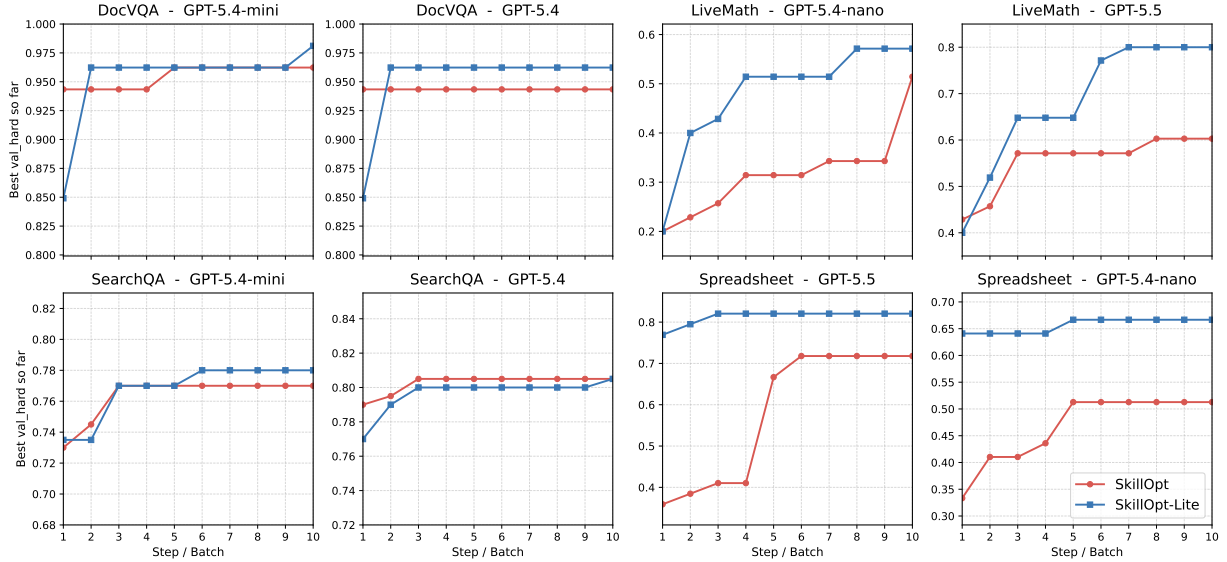 DocVQA - GPT-5.4-mini
DocVQA - GPT-5.4
LiveMath - GPT-5.4-nano
LiveMath - GPT-5.5
Best val_hard so far
1.000
0.975
0.950
0.925
0.900
0.875
0.850
0.825
0.800
1.000
0.975
0.950
0.925
0.900
0.875
0.850
0.825
0.800
0.6
0.5
0.4
0.3
0.2
0.8
0.7
0.6
0.5
0.4
SearchQA - GPT-5.4-mini
SearchQA - GPT-5.4
Spreadsheet - GPT-5.5
Spreadsheet - GPT-5.4-nano
Best val_hard so far
0.82
0.80
0.78
0.76
0.74
0.72
0.70
0.68
1 2 3 4 5 6 7 8 9 10
Step / Batch
0.84
0.82
0.80
0.78
0.76
0.74
0.72
1 2 3 4 5 6 7 8 9 10
Step / Batch
0.8
0.7
0.6
0.5
0.4
1 2 3 4 5 6 7 8 9 10
Step / Batch
0.70
0.65
0.60
0.55
0.50
0.45
0.40
0.35
0.30
SkillOpt
SkillOpt-Lite
1 2 3 4 5 6 7 8 9 10
Step / Batch